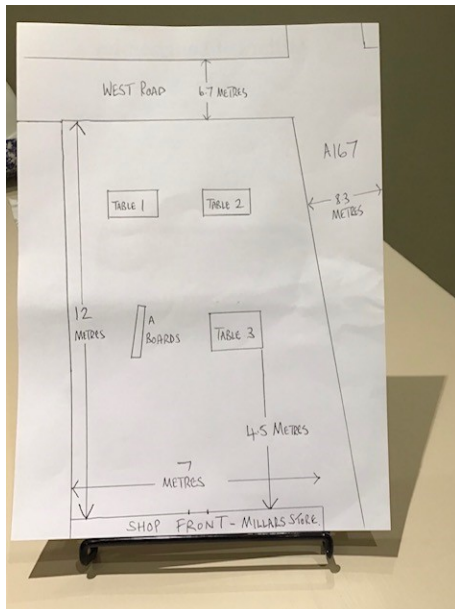 WEST ROAD
6.7 METRES
A167
8.3
METRES
TABLE 1
TABLE 2
12
METRES
A
BOARDS
TABLE 3
4.5 METRES
7
METRES
SHOP FRONT - MILLARS STORE.